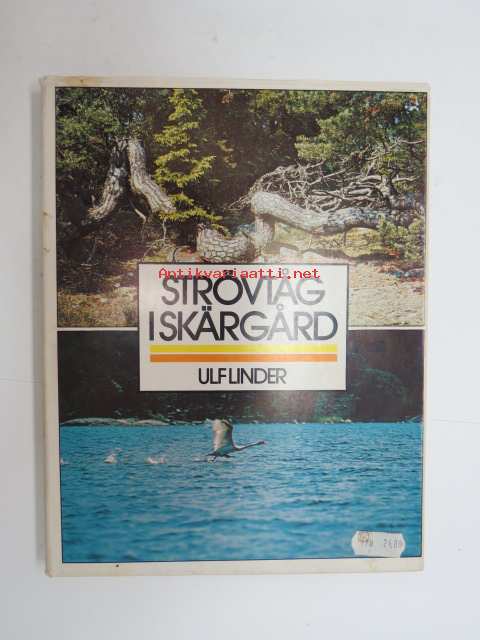 Antikvariaatti.net
STRÖVTÅG
I SKÄRGÅRD
ULF LINDER